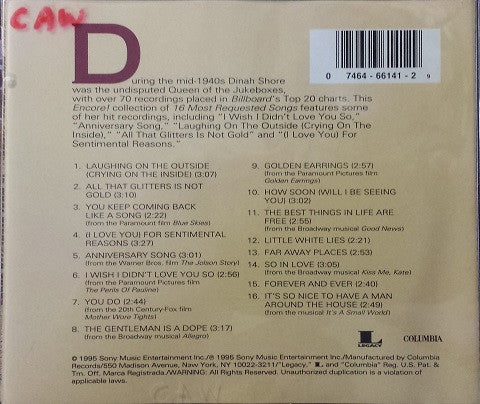 CAW
During the mid-1940s Dinah Shore
was the undisputed Queen of the Jukeboxes,
with over 70 recordings placed in Billboard's Top 20 charts. This
Encore! collection of 16 Most Requested Songs features some
of her hit recordings, including "I Wish I Didn't Love You So,"
"Anniversary Song," "Laughing On The Outside (Crying On The
Inside)," "All That Glitters Is Not Gold" and "(I Love You) For
Sentimental Reasons."
0 7464-66141-2 9
1. LAUGHING ON THE OUTSIDE
(CRYING ON THE INSIDE) (3:07)
2. ALL THAT GLITTERS IS NOT
GOLD (3:10)
3. YOU KEEP COMING BACK
LIKE A SONG (2:22)
(from the Paramount film Blue Skies)
4. (I LOVE YOU) FOR SENTIMENTAL
REASONS (3:27)
5. ANNIVERSARY SONG (3:01)
(from the Warner Bros. film The Jolson Story)
6. I WISH I DIDN'T LOVE YOU SO (2:56)
(from the Paramount Pictures film
The Perils Of Pauline)
7. YOU DO (2:44)
(from the 20th Century-Fox film
Mother Wore Tights)
8. THE GENTLEMAN IS A DOPE (3:17)
(from the Broadway musical Allegro)
9. GOLDEN EARRINGS (2:57)
(from the Paramount Pictures film
Golden Earrings)
10. HOW SOON (WILL I BE SEEING
YOU) (3:02)
11. THE BEST THINGS IN LIFE ARE
FREE (2:55)
(from the Broadway musical Good News)
12. LITTLE WHITE LIES (2:21)
13. FAR AWAY PLACES (2:53)
14. SO IN LOVE (3:05)
(from the Broadway musical Kiss Me, Kate)
15. FOREVER AND EVER (2:40)
16. IT'S SO NICE TO HAVE A MAN
AROUND THE HOUSE (2:49)
(from the musical It's A Small World)
LEGACY
COLUMBIA
© 1995 Sony Music Entertainment Inc./℗ 1995 Sony Music Entertainment Inc./Manufactured by Columbia
Records/550 Madison Avenue, New York, NY 10022-3211/"Legacy," L, and "Columbia" Reg. U.S. Pat. &
Tm. Off. Marca Registrada./WARNING: All Rights Reserved. Unauthorized duplication is a violation of
applicable laws.
CAW